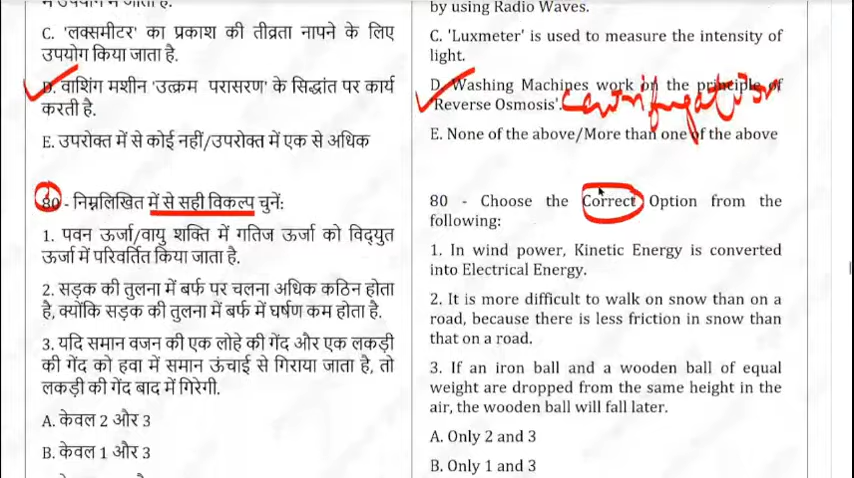 C. 'लक्समीटर' का प्रकाश की तीव्रता नापने के लिए
उपयोग किया जाता है.
D. वाशिंग मशीन 'उत्क्रम परासरण' के सिद्धांत पर कार्य
करती है.
E. उपरोक्त में से कोई नहीं/उपरोक्त में एक से अधिक
80 - निम्नलिखित में से सही विकल्प चुनें:
1. पवन ऊर्जा/वायु शक्ति में गतिज ऊर्जा को विद्युत
ऊर्जा में परिवर्तित किया जाता है.
2. सड़क की तुलना में बर्फ पर चलना अधिक कठिन होता
है, क्योंकि सड़क की तुलना में बर्फ में घर्षण कम होता है.
3. यदि समान वजन की एक लोहे की गेंद और एक लकड़ी
की गेंद को हवा में समान ऊंचाई से गिराया जाता है, तो
लकड़ी की गेंद बाद में गिरेगी.
A. केवल 2 और 3
B. केवल 1 और 3
by using Radio Waves.
C. 'Luxmeter' is used to measure the intensity of
light.
D. Washing Machines work on the principle of
'Reverse Osmosis'.
E. None of the above/More than one of the above
80 - Choose the Correct Option from the
following:
1. In wind power, Kinetic Energy is converted
into Electrical Energy.
2. It is more difficult to walk on snow than on a
road, because there is less friction in snow than
that on a road.
3. If an iron ball and a wooden ball of equal
weight are dropped from the same height in the
air, the wooden ball will fall later.
A. Only 2 and 3
B. Only 1 and 3